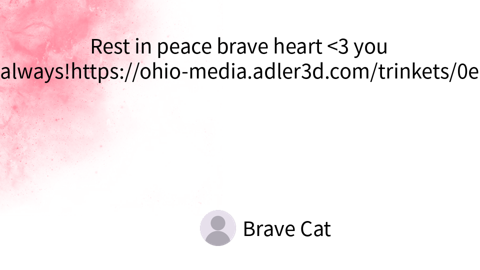 Rest in peace brave heart <3 you
always!https://ohio-media.adler3d.com/trinkets/0e
Brave Cat